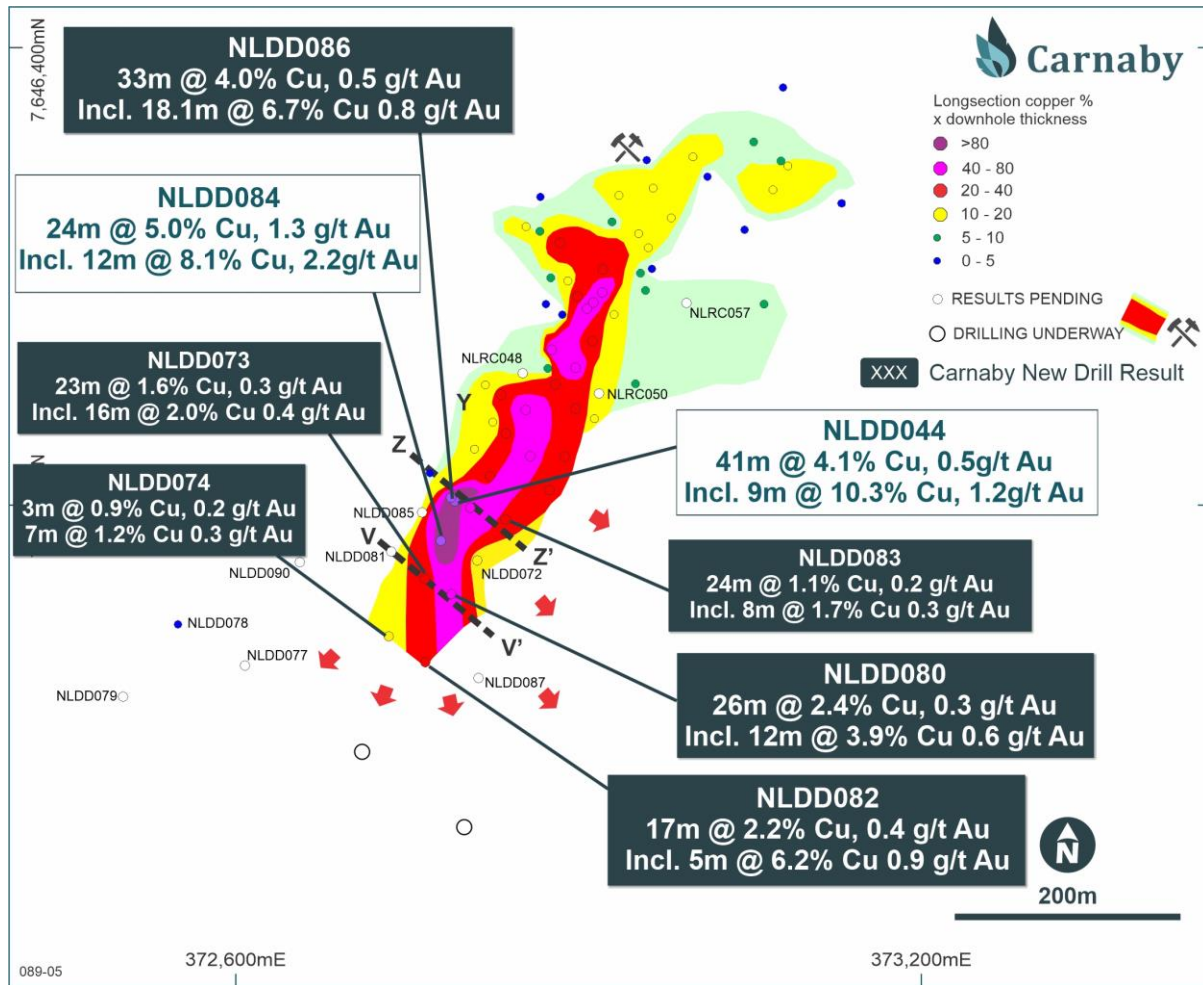 7,646,400mN
NLDD086
33m @ 4.0% Cu, 0.5 g/t Au
Incl. 18.1m @ 6.7% Cu 0.8 g/t Au
Carnaby
Longsection copper %
x downhole thickness
>80
40 - 80
20 - 40
10 - 20
5 - 10
0 - 5
RESULTS PENDING
DRILLING UNDERWAY
XXX Carnaby New Drill Result
NLDD084
24m @ 5.0% Cu, 1.3 g/t Au
Incl. 12m @ 8.1% Cu, 2.2g/t Au
NLRC057
NLDD073
23m @ 1.6% Cu, 0.3 g/t Au
Incl. 16m @ 2.0% Cu 0.4 g/t Au
NLRC048
NLRC050
Y
Z
NLDD044
41m @ 4.1% Cu, 0.5g/t Au
Incl. 9m @ 10.3% Cu, 1.2g/t Au
NLDD074
3m @ 0.9% Cu, 0.2 g/t Au
7m @ 1.2% Cu 0.3 g/t Au
NLDD085
V
NLDD081
Z'
NLDD090
NLDD072
NLDD083
24m @ 1.1% Cu, 0.2 g/t Au
Incl. 8m @ 1.7% Cu 0.3 g/t Au
NLDD078
V'
NLDD077
NLDD087
NLDD079
NLDD080
26m @ 2.4% Cu, 0.3 g/t Au
Incl. 12m @ 3.9% Cu 0.6 g/t Au
NLDD082
17m @ 2.2% Cu, 0.4 g/t Au
Incl. 5m @ 6.2% Cu 0.9 g/t Au
N
200m
372,600mE
373,200mE
089-05